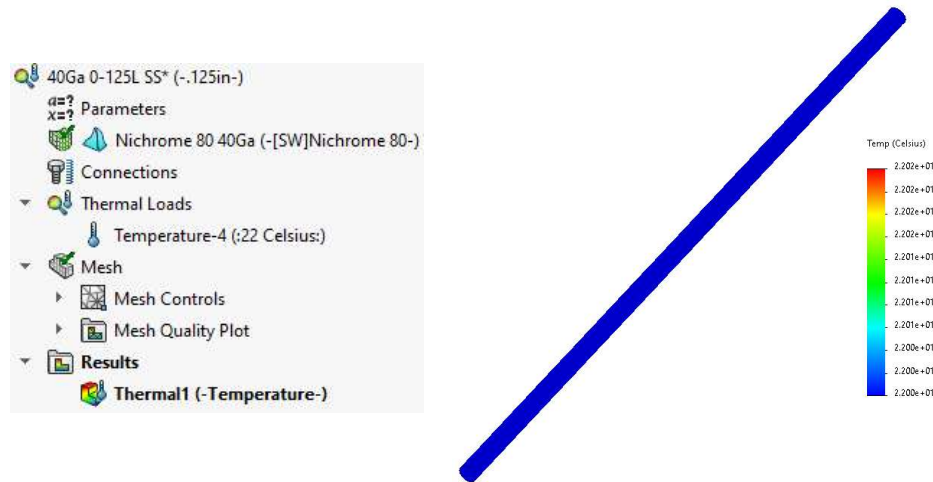 40Ga 0-125L SS* (-.125in-)
a=?
x=? Parameters
Nichrome 80 40Ga (-[SW]Nichrome 80-)
Connections
Thermal Loads
Temperature-4 (:22 Celsius:)
Mesh
Mesh Controls
Mesh Quality Plot
Results
Thermal1 (-Temperature-)
Temp (Celsius)
2.202e+01
2.202e+01
2.202e+01
2.202e+01
2.201e+01
2.201e+01
2.201e+01
2.201e+01
2.200e+01
2.200e+01
2.200e+01